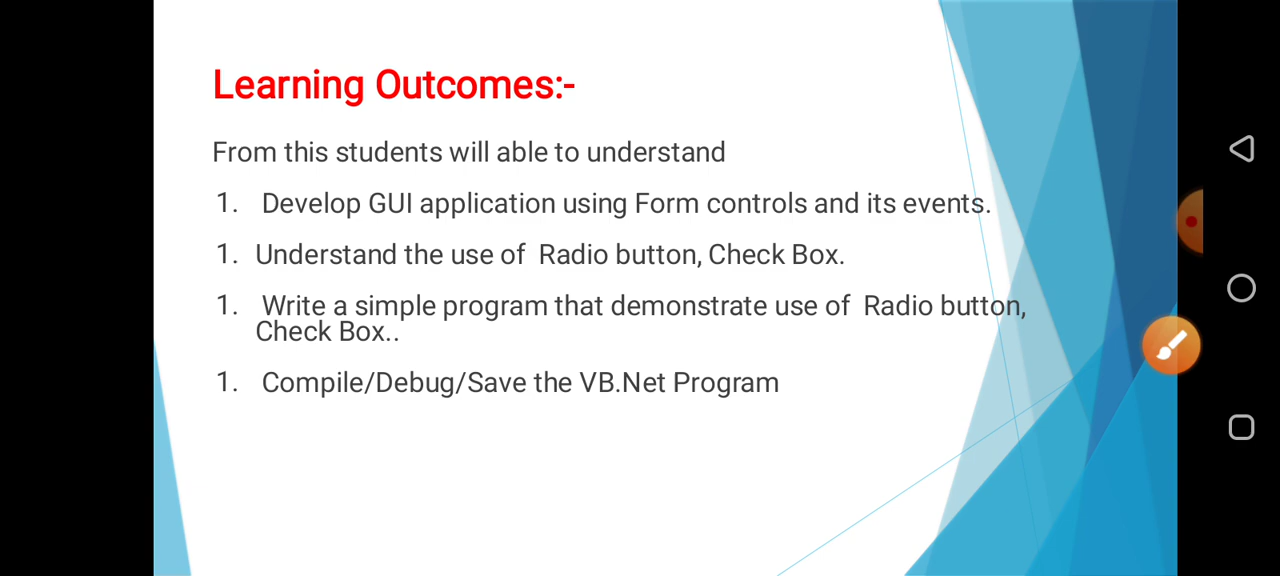 Learning Outcomes:-
From this students will able to understand
1. Develop GUI application using Form controls and its events.
1. Understand the use of Radio button, Check Box.
1. Write a simple program that demonstrate use of Radio button,
Check Box..
1. Compile/Debug/Save the VB.Net Program